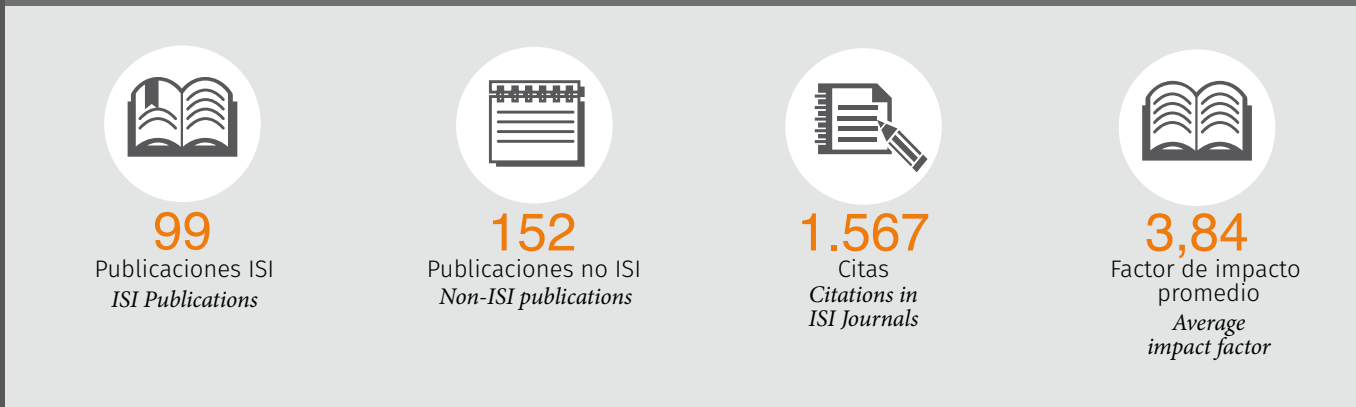 99
Publicaciones ISI
ISI Publications
152
Publicaciones no ISI
Non-ISI publications
1.567
Citas
Citations in
ISI Journals
3,84
Factor de impacto
promedio
Average
impact factor